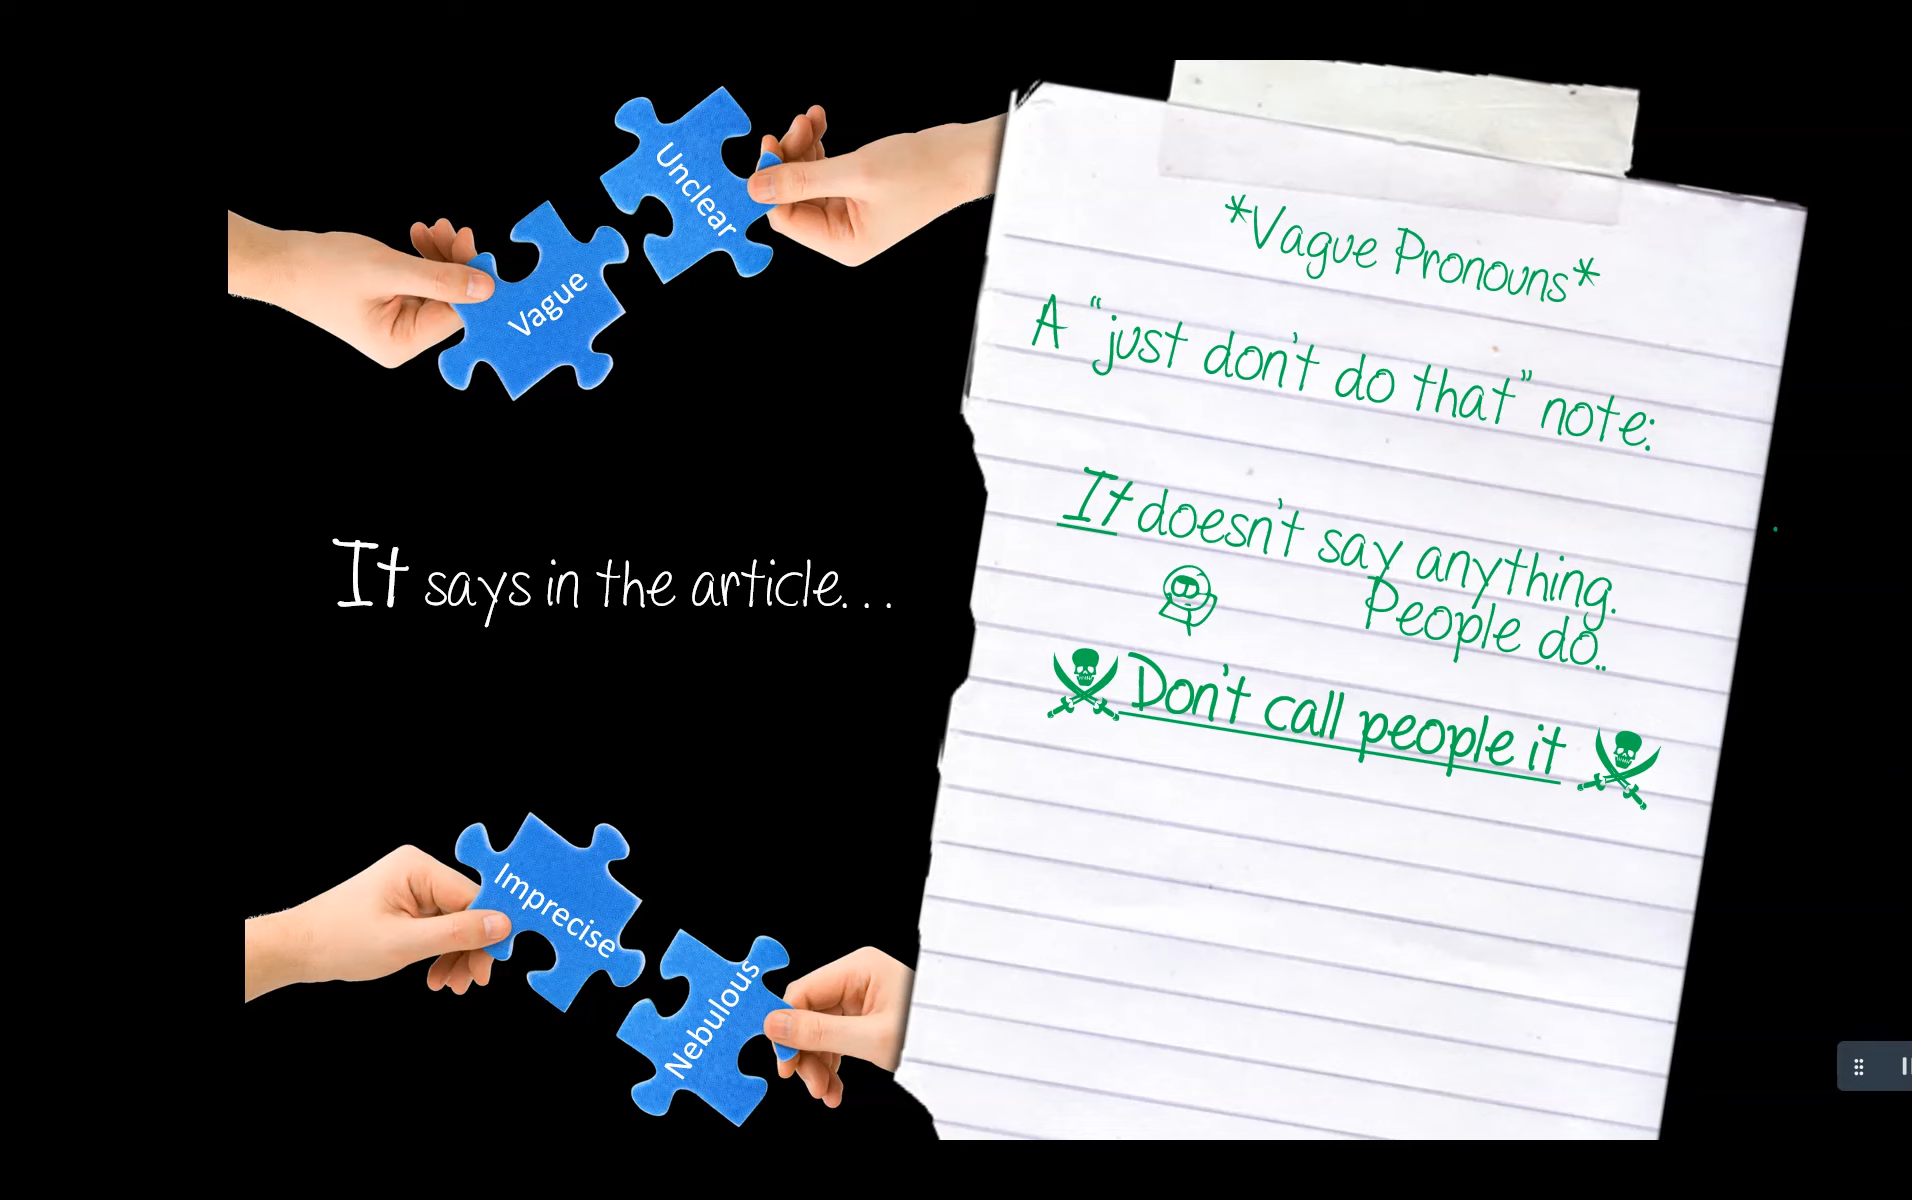 Unclear
Vague
It says in the article...
Imprecise
Nebulous
*Vague Pronouns*
A "just don't do that" note:
It doesn't say anything.
People do..
Don't call people it